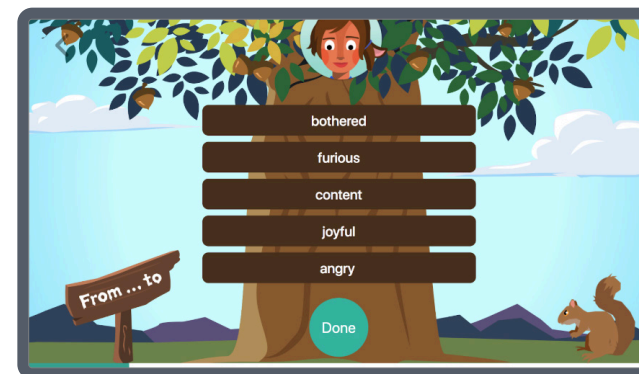 bothered
furious
content
joyful
angry
From ... to
Done